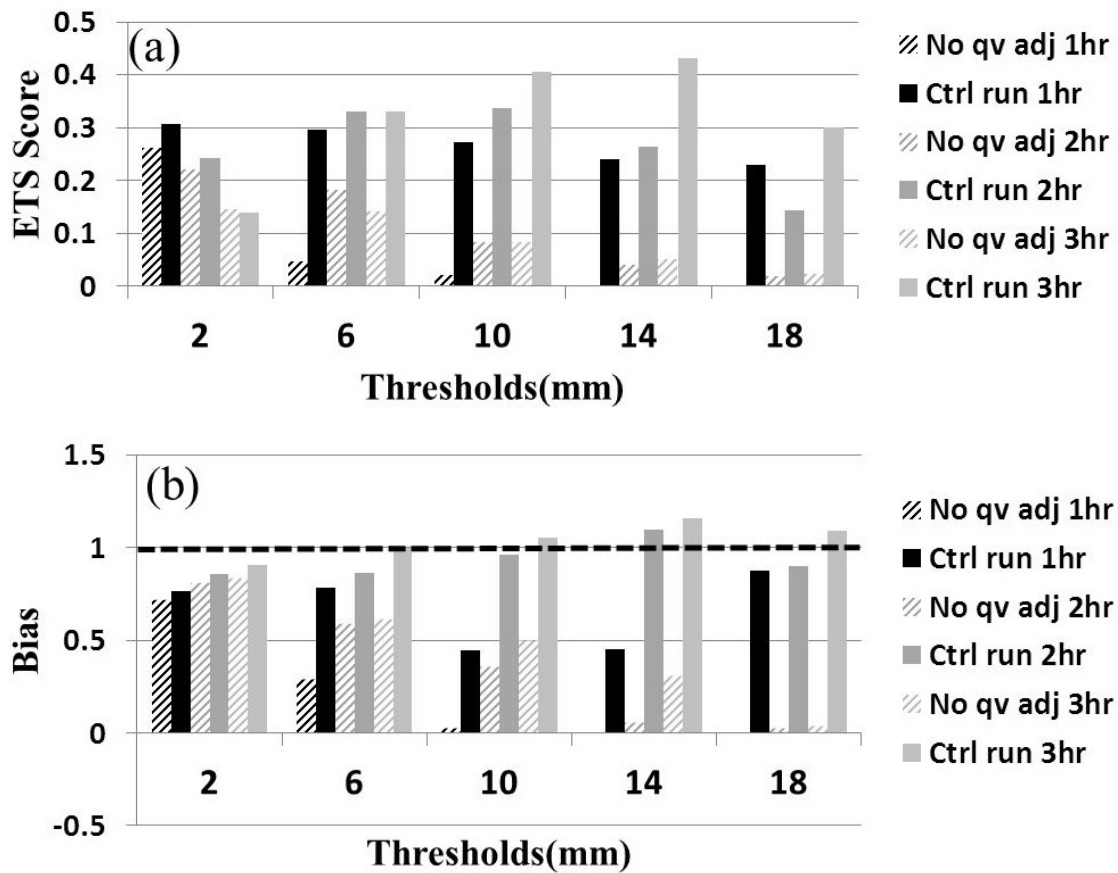 (a)
ETS Score
0.5
0.4
0.3
0.2
0.1
0
2 6 10 14 18
Thresholds(mm)
No qv adj 1hr
Ctrl run 1hr
No qv adj 2hr
Ctrl run 2hr
No qv adj 3hr
Ctrl run 3hr
(b)
Bias
1.5
1
0.5
0
-0.5
2 6 10 14 18
Thresholds(mm)
No qv adj 1hr
Ctrl run 1hr
No qv adj 2hr
Ctrl run 2hr
No qv adj 3hr
Ctrl run 3hr